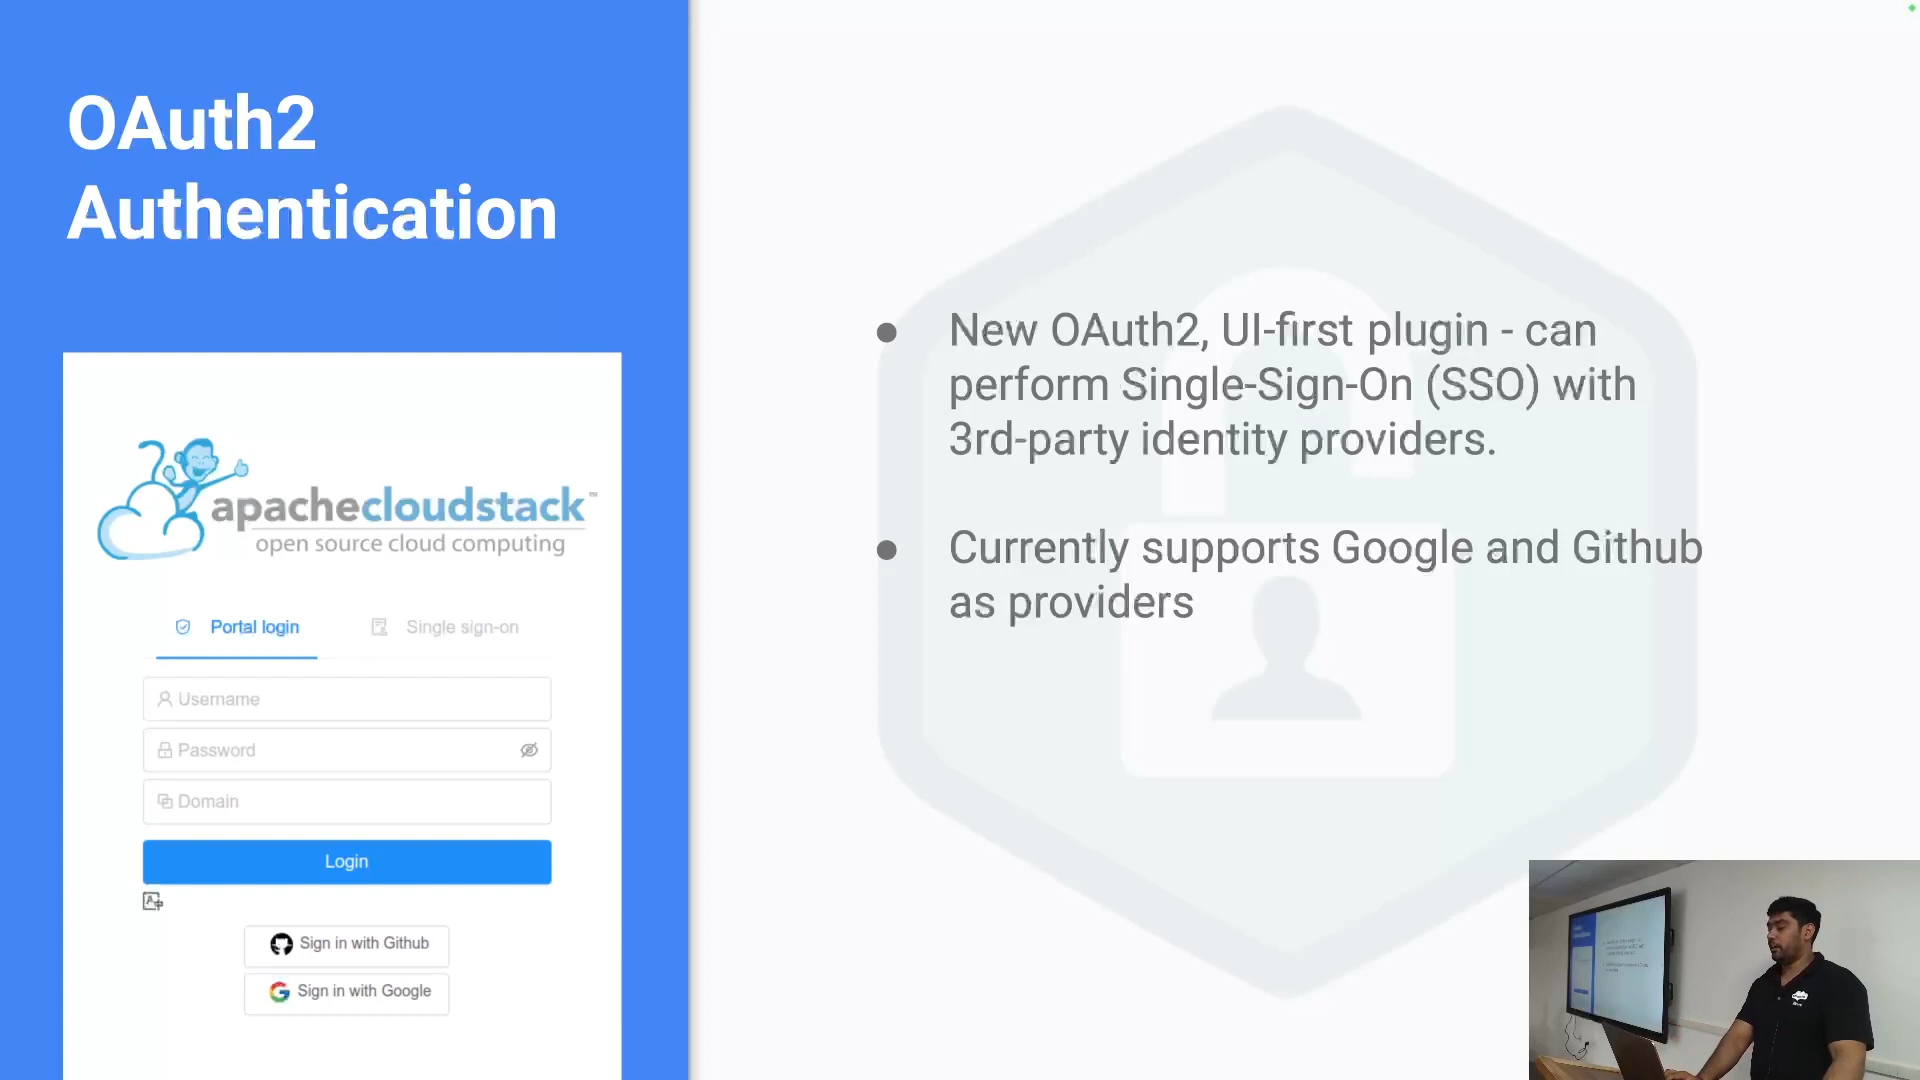 OAuth2
Authentication
apachecloudstack™
open source cloud computing
Portal login
Single sign-on
Username
Password
Domain
Login
Sign in with Github
Sign in with Google
● New OAuth2, UI-first plugin - can
perform Single-Sign-On (SSO) with
3rd-party identity providers.
● Currently supports Google and Github
as providers